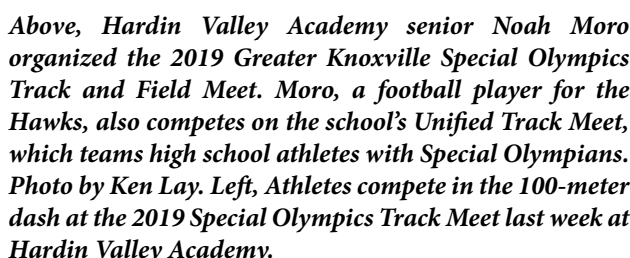 Above, Hardin Valley Academy senior Noah Moro
organized the 2019 Greater Knoxville Special Olympics
Track and Field Meet. Moro, a football player for the
Hawks, also competes on the school’s Unified Track Meet,
which teams high school athletes with Special Olympians.
Photo by Ken Lay. Left, Athletes compete in the 100-meter
dash at the 2019 Special Olympics Track Meet last week at
Hardin Valley Academy.